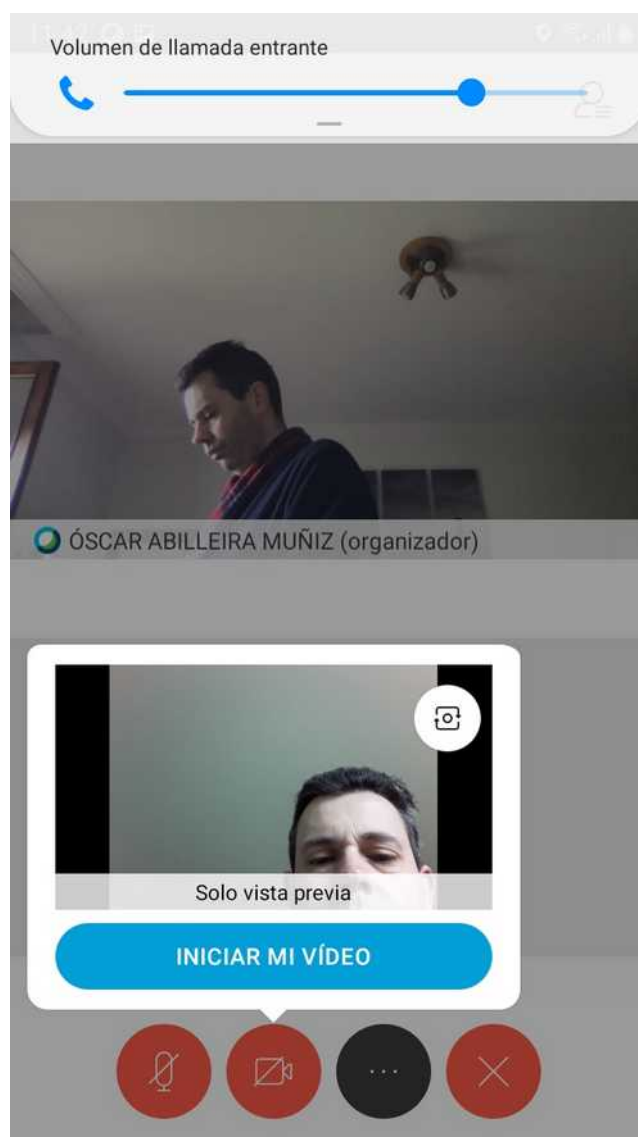 Volumen de llamada entrante
ÓSCAR ABILLEIRA MUÑIZ (organizador)
Solo vista previa
INICIAR MI VÍDEO